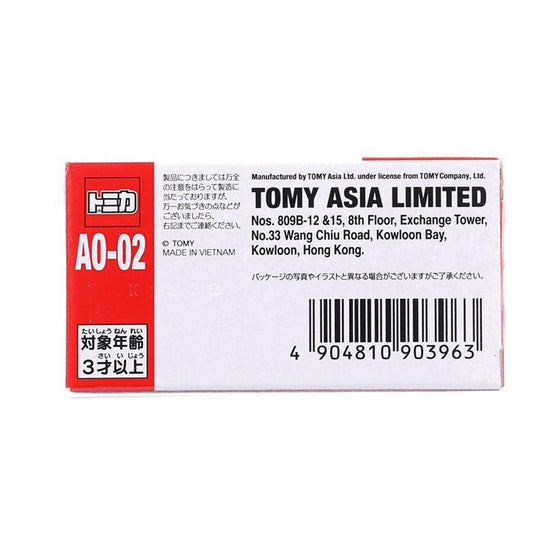 トミカ
AO-02
たいしょうねんれい
対象年齢
さいいじょう
3才以上
製品につきましては万全
の注意をはらって製造に
当たっておりますが、
万一お気づきの点などが
ございましたら、
右記までご連絡ください。
© TOMY
MADE IN VIETNAM
Manufactured by TOMY Asia Ltd. under license from TOMY Company, Ltd.
TOMY ASIA LIMITED
Nos. 809B-12 &15, 8th Floor, Exchange Tower,
No.33 Wang Chiu Road, Kowloon Bay,
Kowloon, Hong Kong.
パッケージの写真やイラストと異なる場合がございますがご了承ください。
4 904810 903963